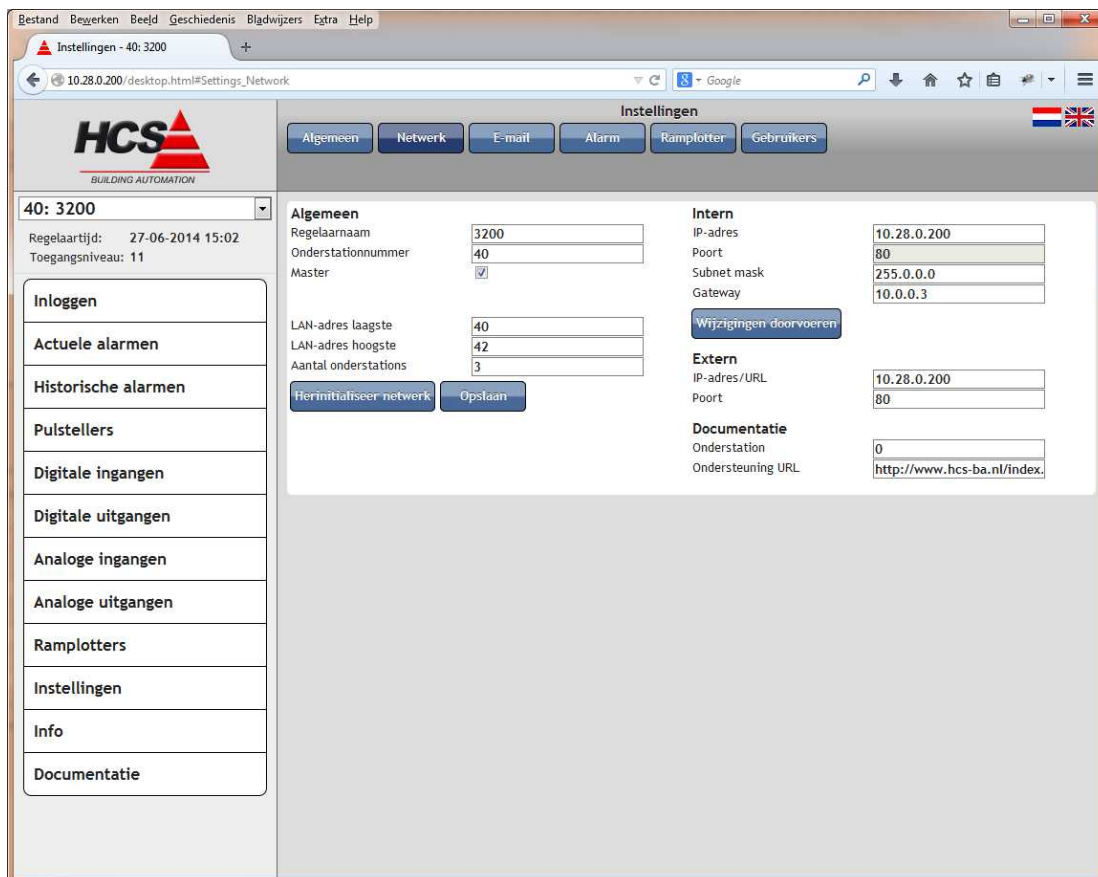 Bestand Bewerken Beeld Geschiedenis Bladwijzers Extra Help
Instellingen - 40: 3200
10.28.0.200/desktop.html#Settings_Network
Google
HCS
BUILDING AUTOMATION
Instellingen
Algemeen Netwerk E-mail Alarm Ramplotter Gebruikers
40: 3200
Regelaartijd: 27-06-2014 15:02
Toegangsniveau: 11
Inloggen
Actuele alarmen
Historische alarmen
Pulstellers
Digitale ingangen
Digitale uitgangen
Analoge ingangen
Analoge uitgangen
Ramplotters
Instellingen
Info
Documentatie
Algemeen
Regelaarnaam 3200
Onderstationnummer 40
Master
LAN-adres laagste 40
LAN-adres hoogste 42
Aantal onderstations 3
Herinitialiseer netwerk Opslaan
Intern
IP-adres 10.28.0.200
Poort 80
Subnet mask 255.0.0.0
Gateway 10.0.0.3
Wijzigingen doorvoeren
Extern
IP-adres/URL 10.28.0.200
Poort 80
Documentatie
Onderstation 0
Ondersteuning URL http://www.hcs-ba.nl/index.